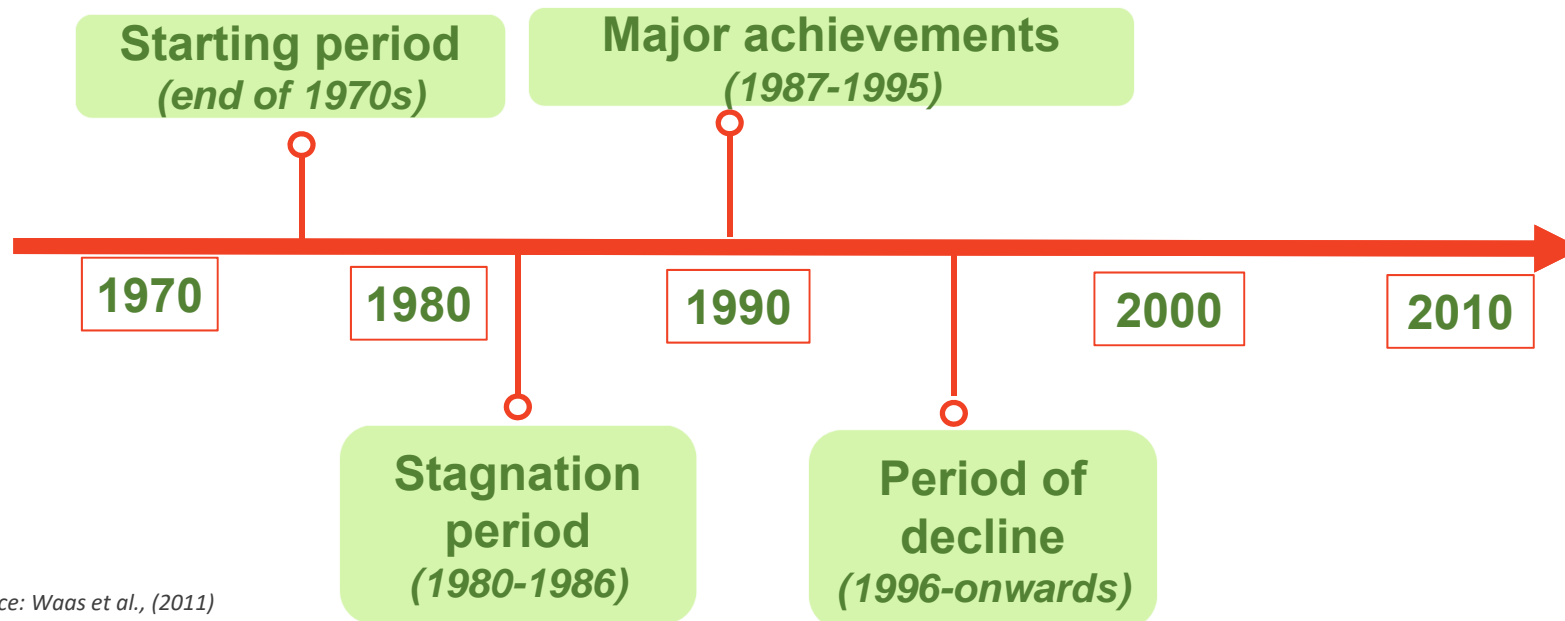 Starting period
(end of 1970s)
Major achievements
(1987-1995)
1970
1980
1990
2000
2010
Stagnation
period
(1980-1986)
Period of
decline
(1996-onwards)
ce: Waas et al., (2011)